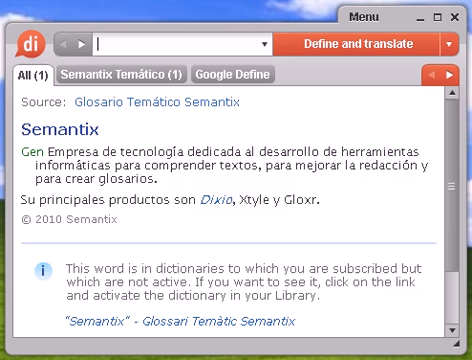 Menu
di
Define and translate
All (1)
Semantix Temático (1)
Google Define
Source: Glosario Temático Semantix
Semantix
Gen Empresa de tecnología dedicada al desarrollo de herramientas
informáticas para comprender textos, para mejorar la redacción y
para crear glosarios.
Su principales producto son Dixio, Xtyle y Gloxr.
© 2010 Semantix
i
This word is in dictionaries to which you are subscribed but
which are not active. If you want to see it, click on the link
and activate the dictionary in your Library.
"Semantix" - Glossari Temàtic Semantix